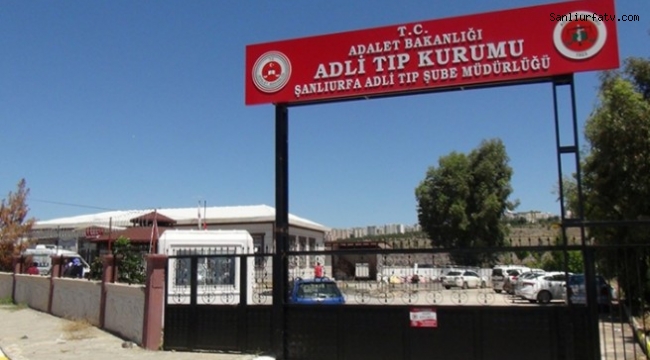 Sanliurfatv.com
T.C.
ADALET BAKANLIĞI
ADLİ TIP KURUMU
ŞANLIURFA ADLİ TIP ŞUBE MÜDÜRLÜĞÜ